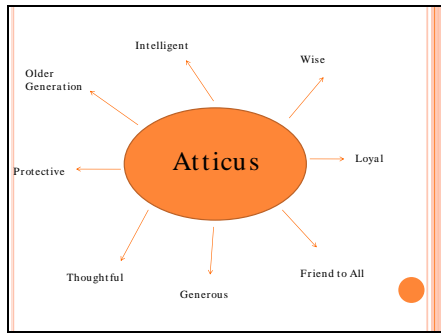 Intelligent
Wise
Older
Generation
Atticus
Loyal
Protective
Thoughtful
Friend to All
Generous